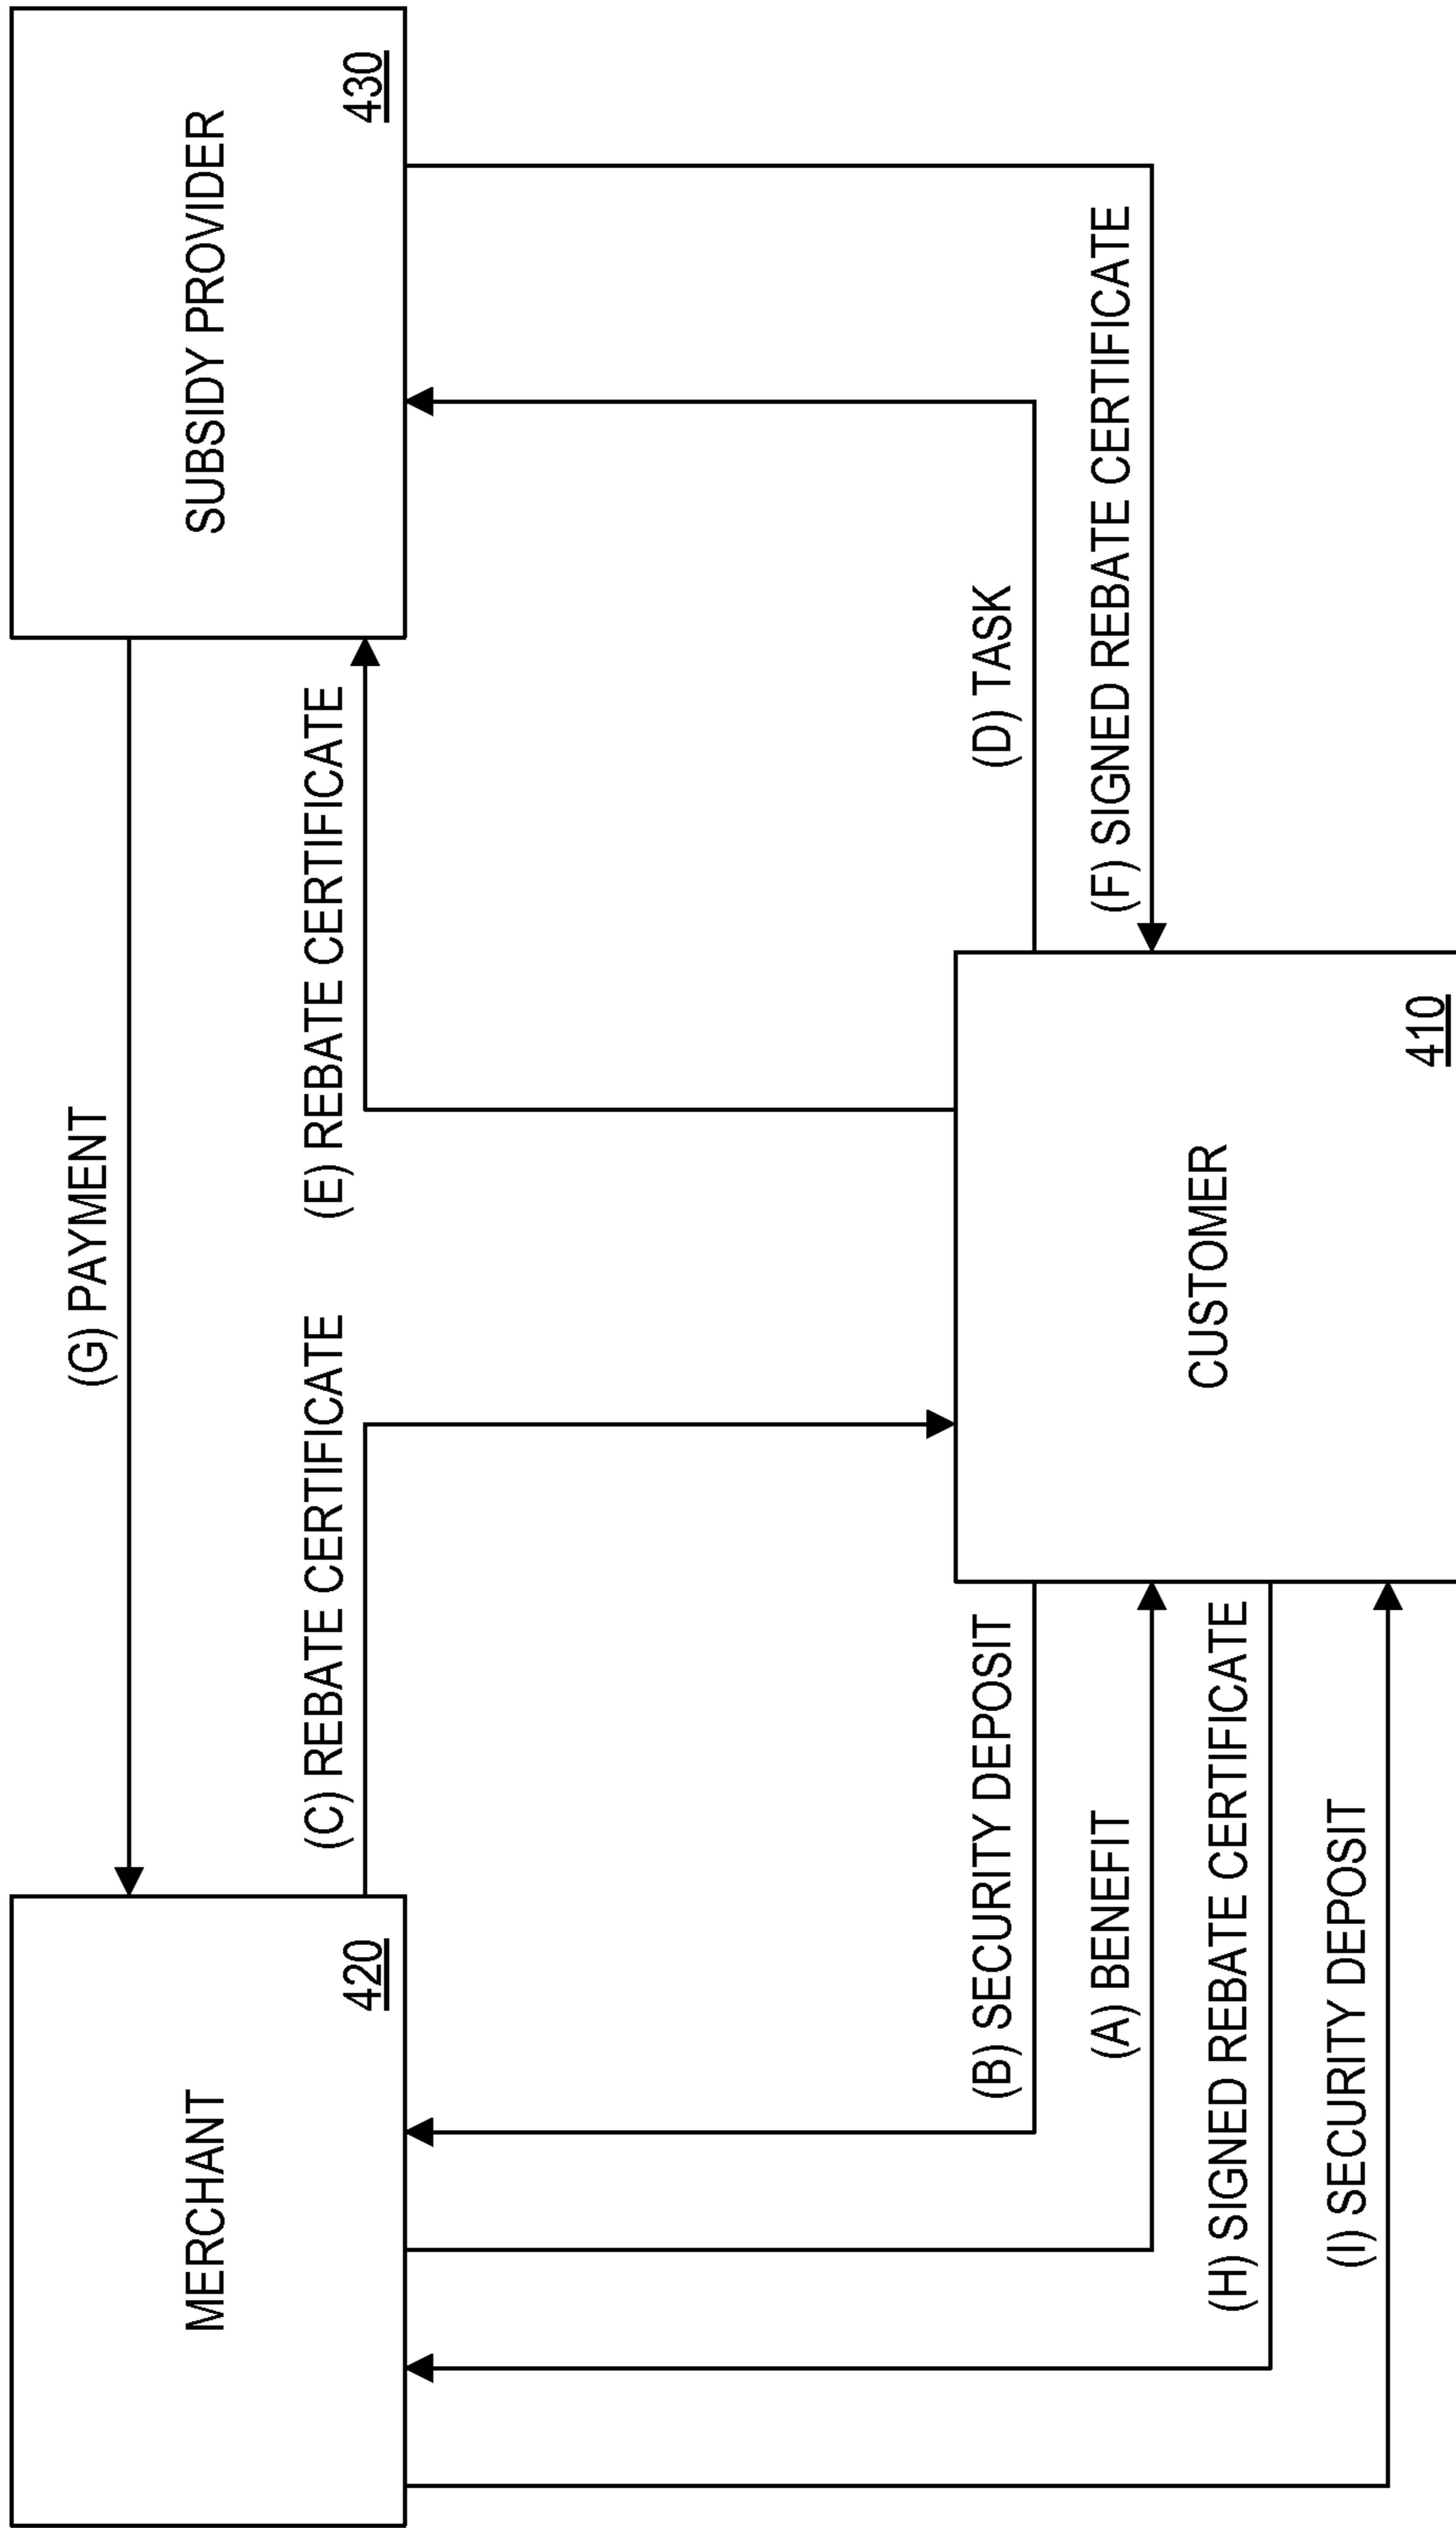 (G) PAYMENT
MERCHANT
420
SUBSIDY PROVIDER
430
(C) REBATE CERTIFICATE
(E) REBATE CERTIFICATE
(B) SECURITY DEPOSIT
(D) TASK
(A) BENEFIT
(F) SIGNED REBATE CERTIFICATE
CUSTOMER
(H) SIGNED REBATE CERTIFICATE
(I) SECURITY DEPOSIT
410